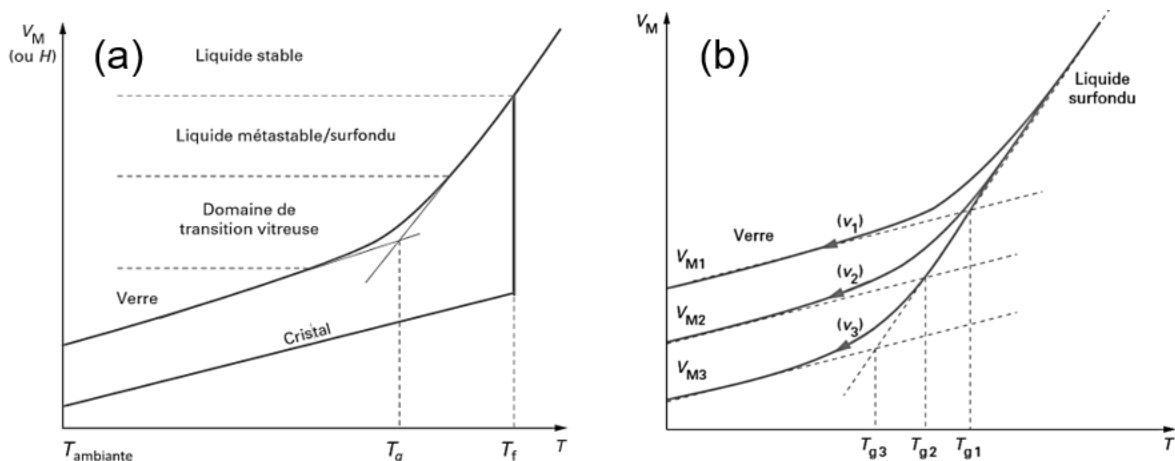 V_M
(ou H)
(a)
Liquide stable
Liquide métastable/surfondu
Domaine de
transition vitreuse
Verre
Cristal
T_ambiante
T_g
T_f
T
V_M
(b)
Liquide
surfondu
(v_1)
Verre
V_M1
(v_2)
V_M2
(v_3)
V_M3
T_g3
T_g2
T_g1
T